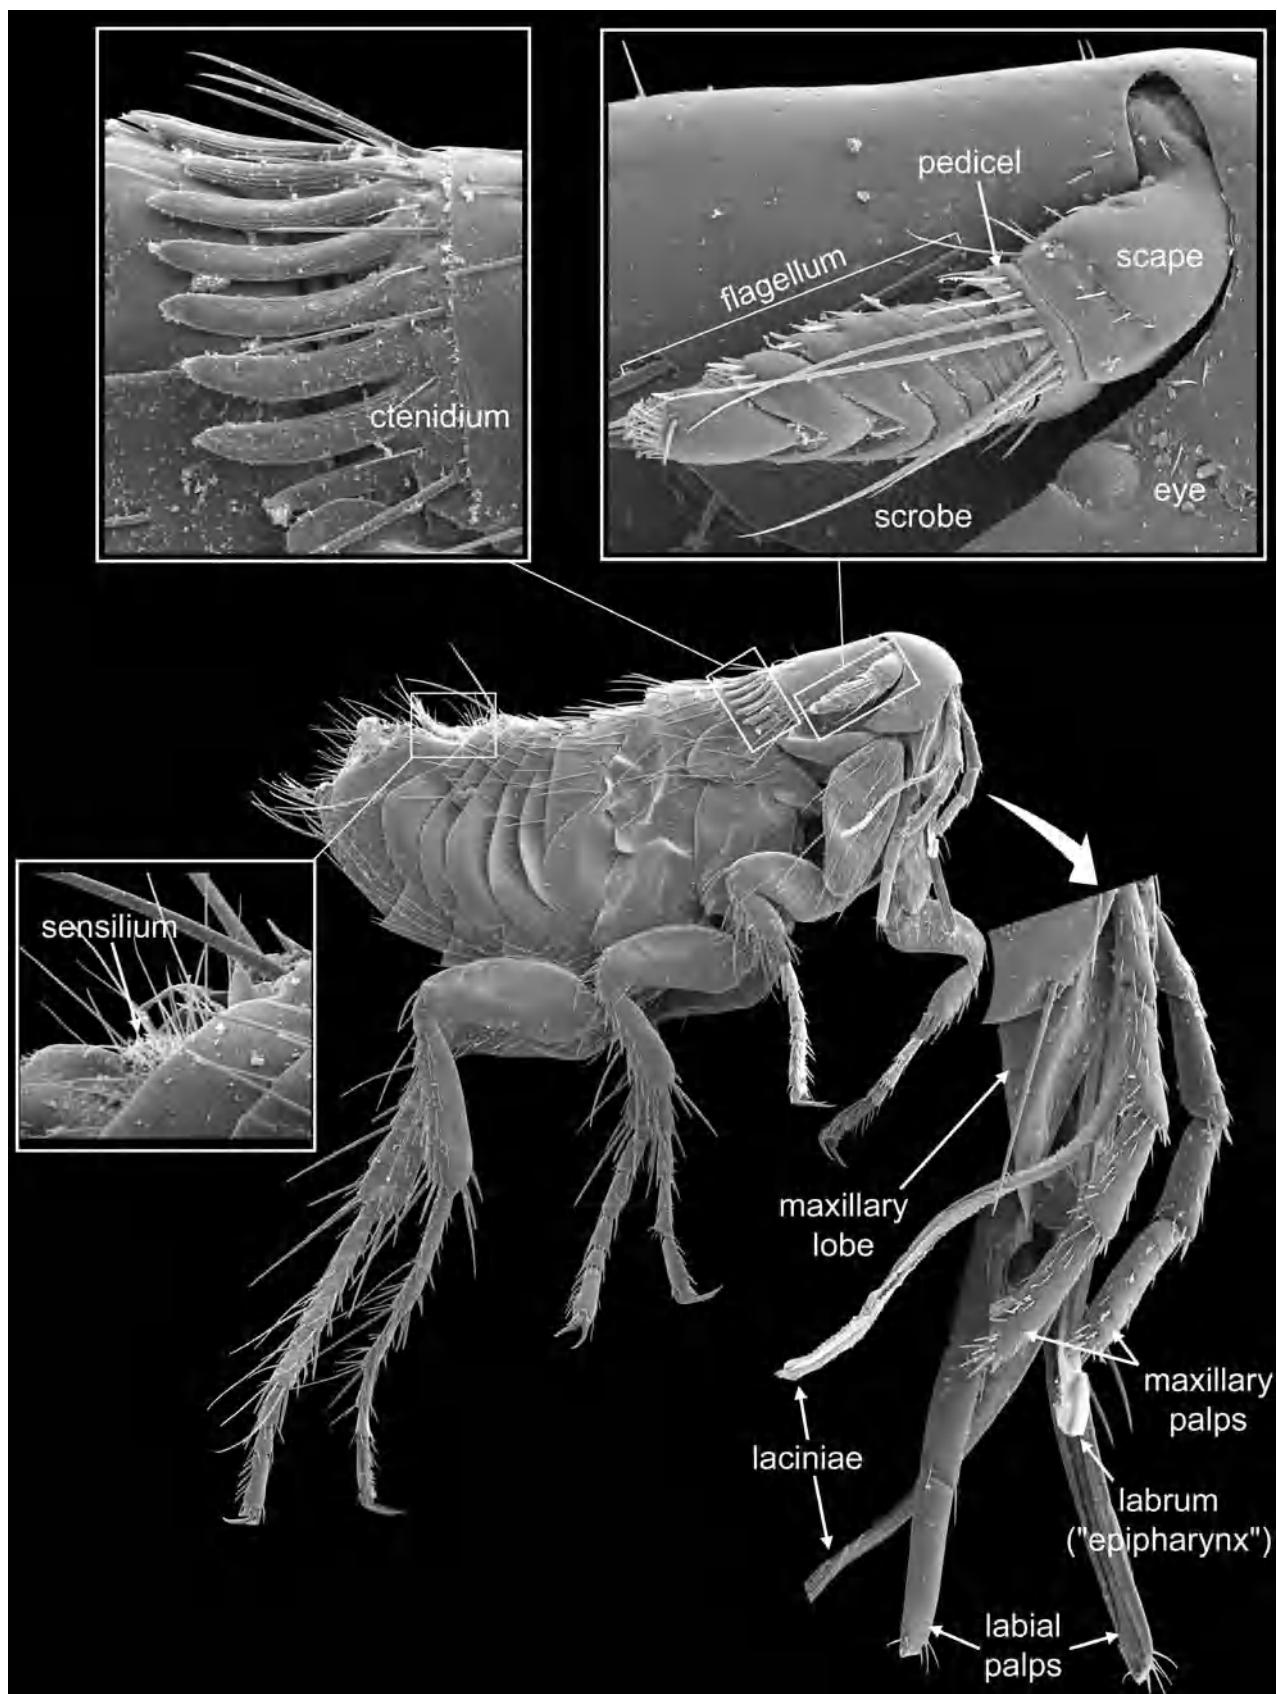 pedicel
scape
flagellum
ctenidium
scrobe
eye
sensilium
maxillary
lobe
maxillary
palps
laciniae
labrum
("epipharynx")
labial
palps